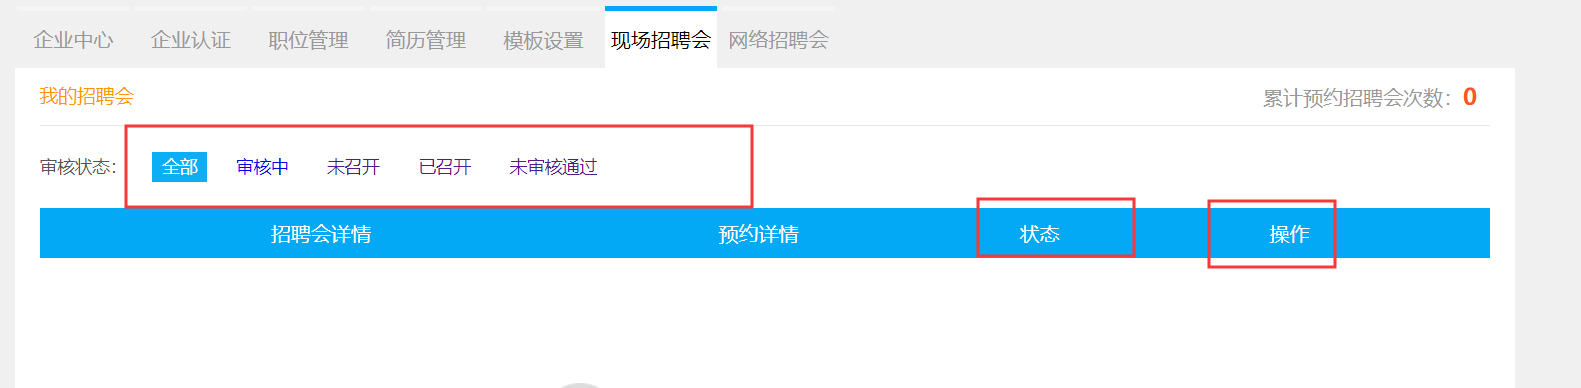 企业中心 企业认证 职位管理 简历管理 模板设置 现场招聘会 网络招聘会
我的招聘会 累计预约招聘会次数：0
审核状态： 全部 审核中 未召开 已召开 未审核通过
招聘会详情 预约详情 状态 操作